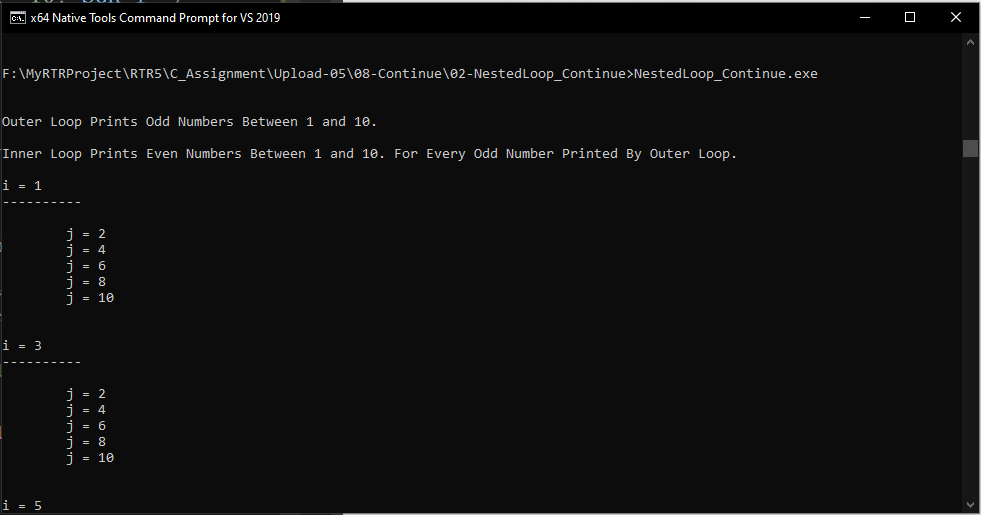 x64 Native Tools Command Prompt for VS 2019
F:\MyRTRProject\RTR5\C_Assignment\Upload-05\08-Continue\02-NestedLoop_Continue>NestedLoop_Continue.exe
Outer Loop Prints Odd Numbers Between 1 and 10.
Inner Loop Prints Even Numbers Between 1 and 10. For Every Odd Number Printed By Outer Loop.
i = 1
----------
j = 2
j = 4
j = 6
j = 8
j = 10
i = 3
----------
j = 2
j = 4
j = 6
j = 8
j = 10
i = 5